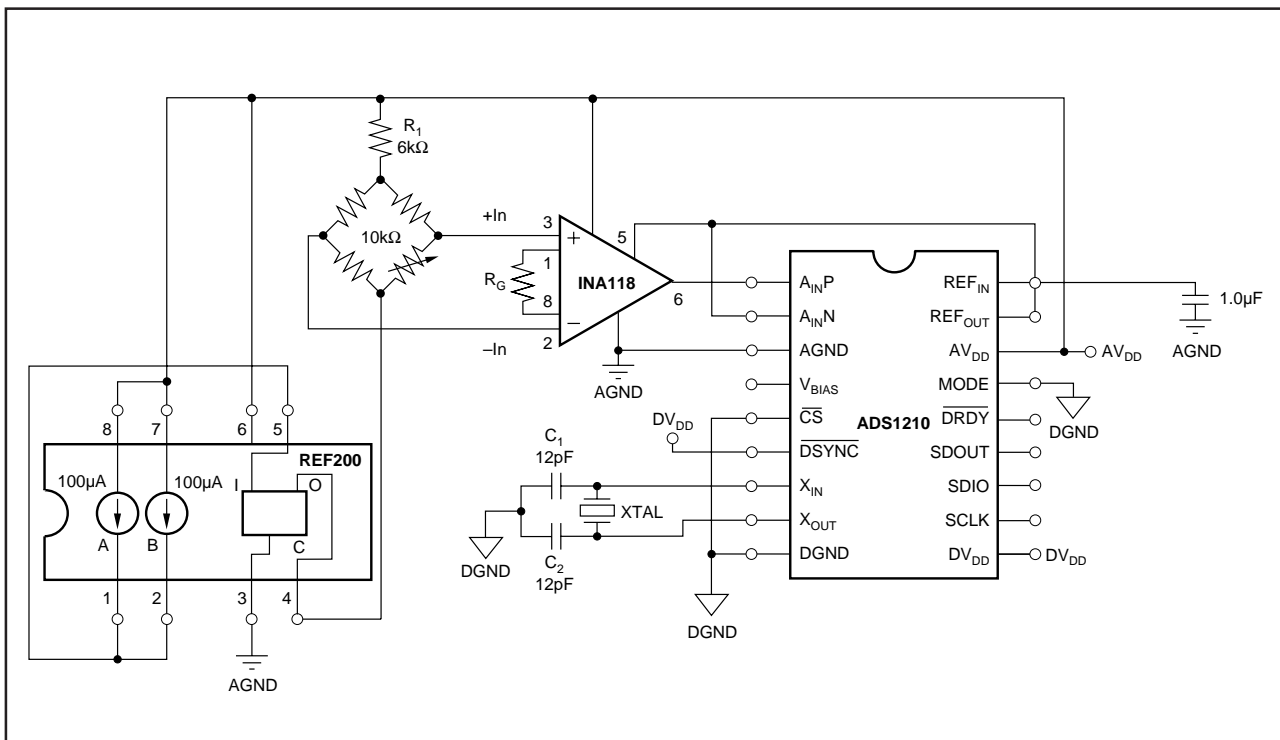 R1
6kΩ
10kΩ
+In
–In
3
1
RG
8
2
+
–
INA118
5
6
AGND
8 7 6 5
REF200
100µA 100µA
I O
A B C
1 2 3 4
AGND
AINP REFIN
AINN REFOUT
AGND AVDD
VBIAS MODE
CS DRDY
DSYNC SDOUT
XIN SDIO
XOUT SCLK
DGND DVDD
ADS1210
1.0µF
AGND
AVDD
DGND
DVDD
DVDD
C1
12pF
XTAL
C2
12pF
DGND
DGND